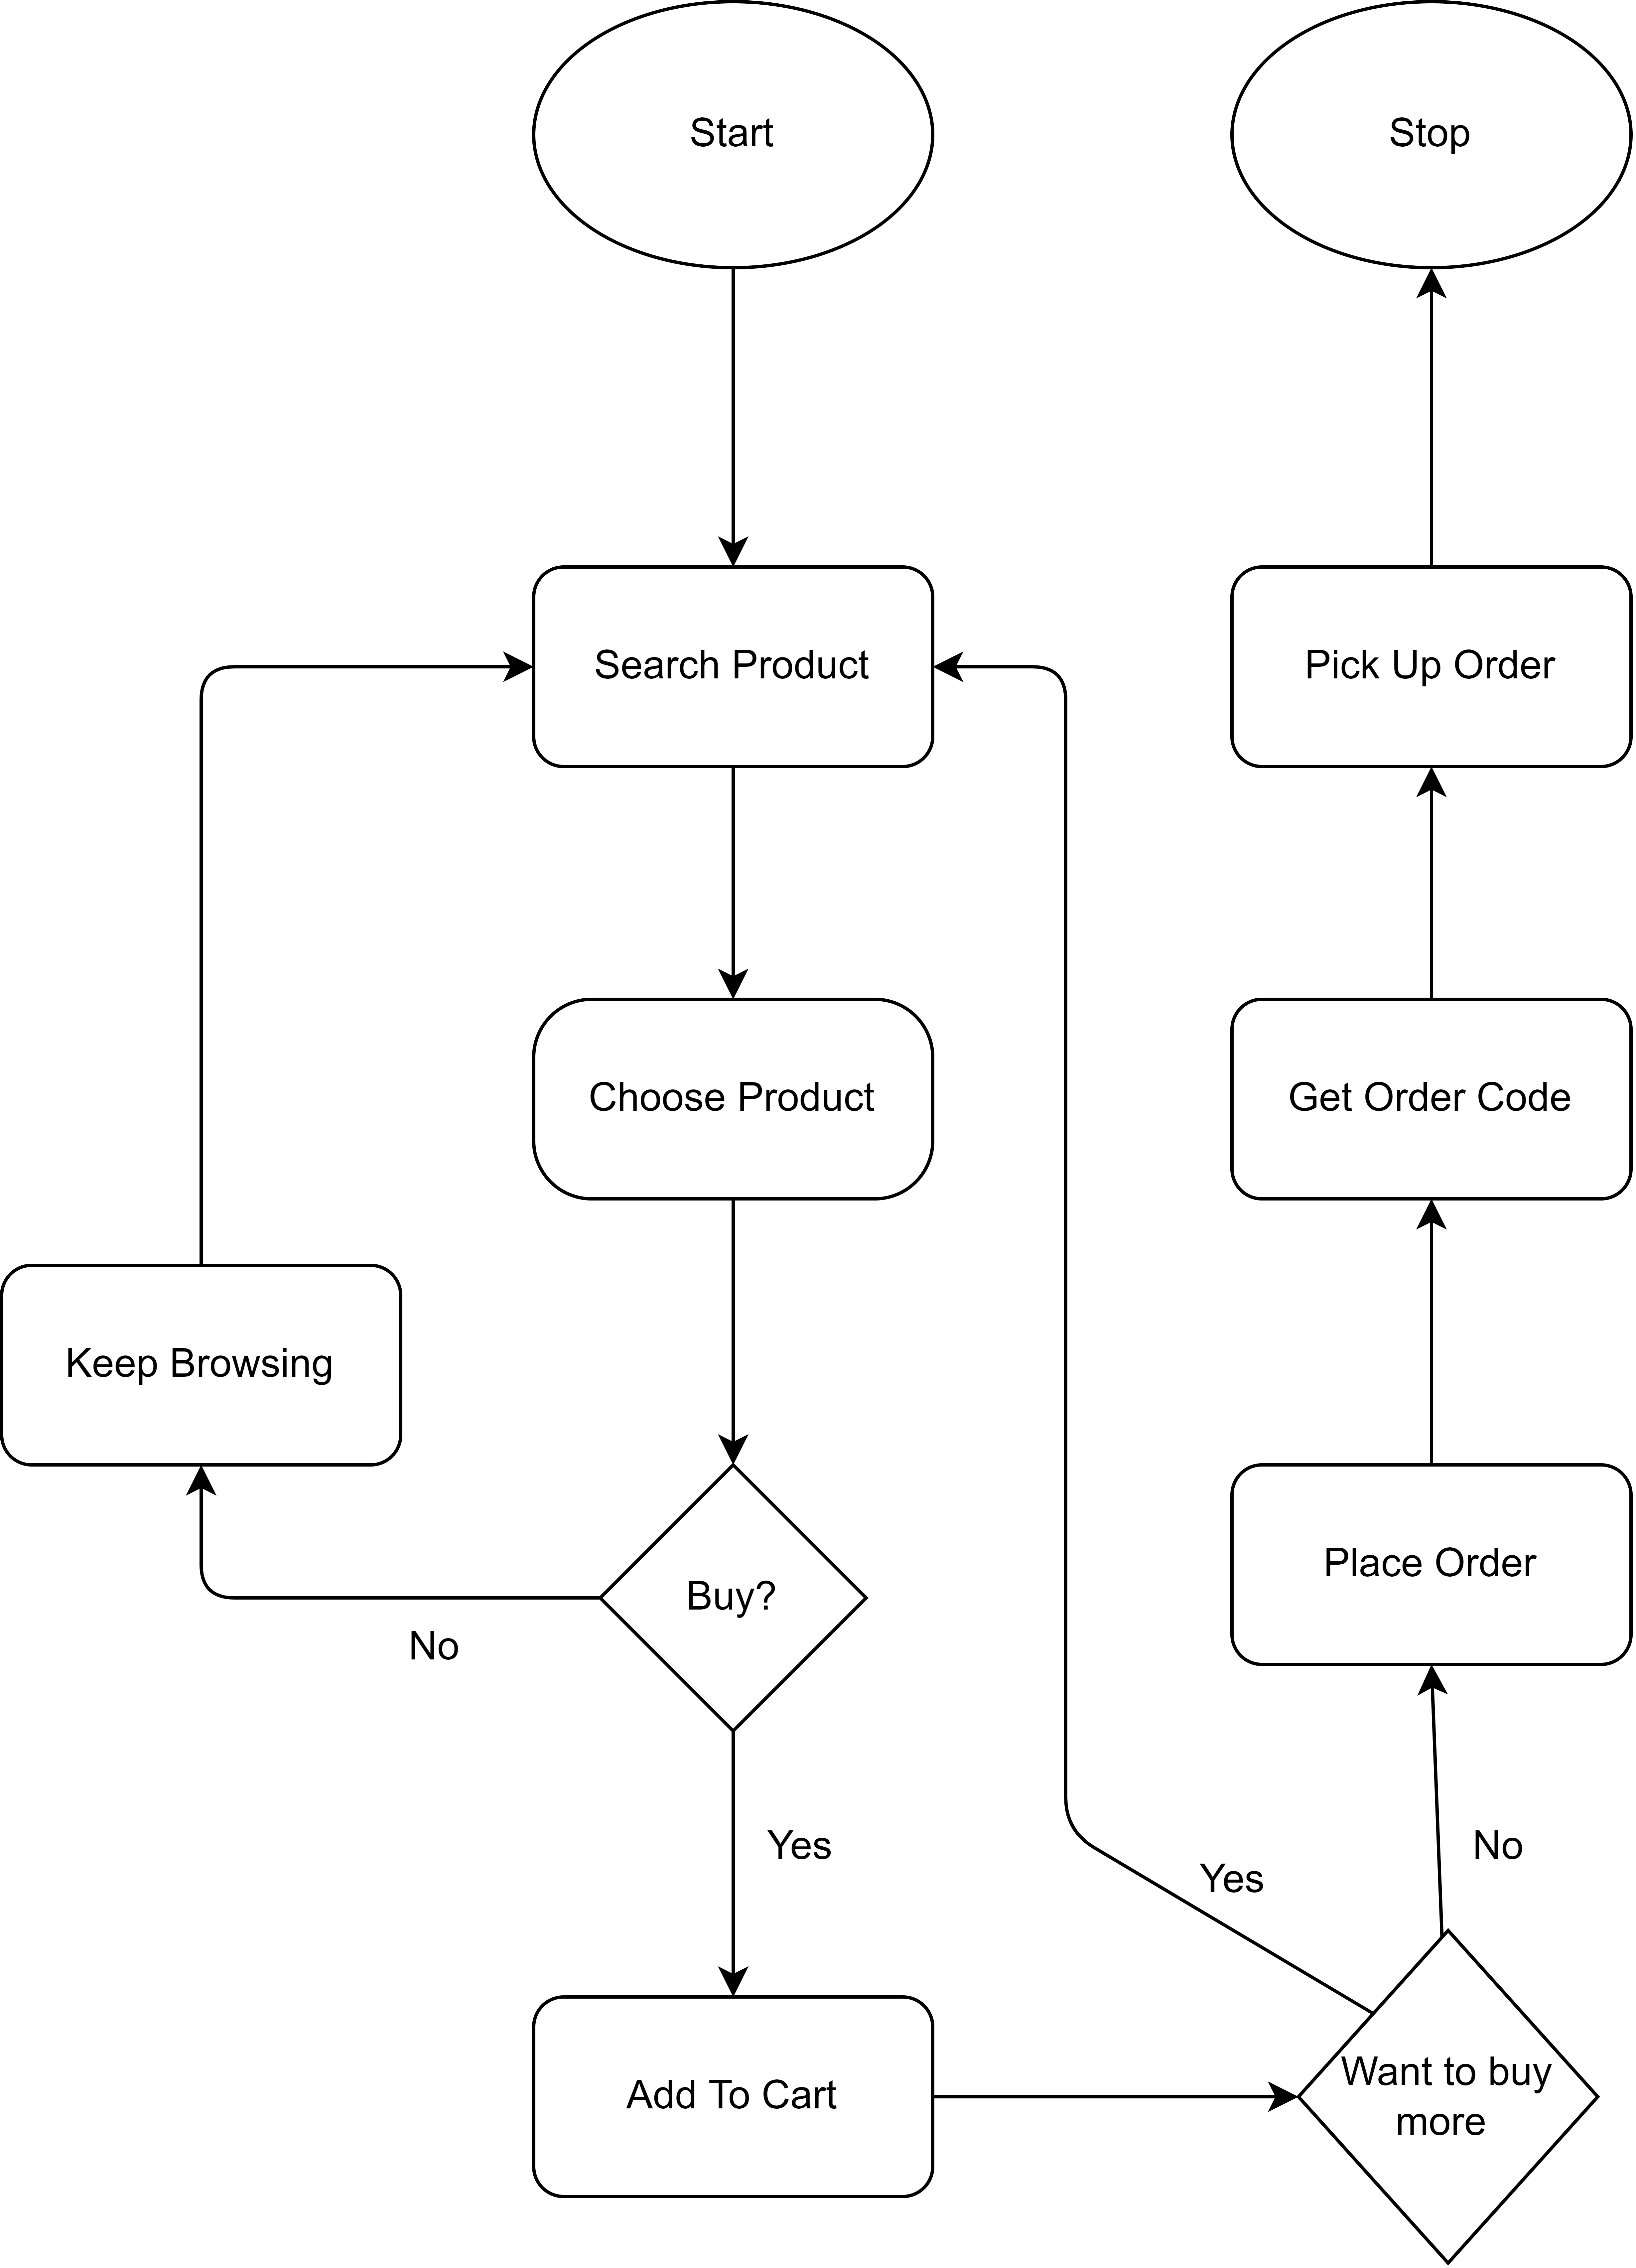 Start
Stop
Search Product
Pick Up Order
Choose Product
Get Order Code
Keep Browsing
Place Order
Buy?
No
Yes
Yes
No
Add To Cart
Want to buy
more